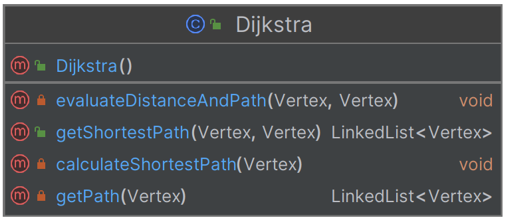 Dijkstra
Dijkstra()
evaluateDistanceAndPath(Vertex, Vertex) void
getShortestPath(Vertex, Vertex) LinkedList<Vertex>
calculateShortestPath(Vertex) void
getPath(Vertex) LinkedList<Vertex>